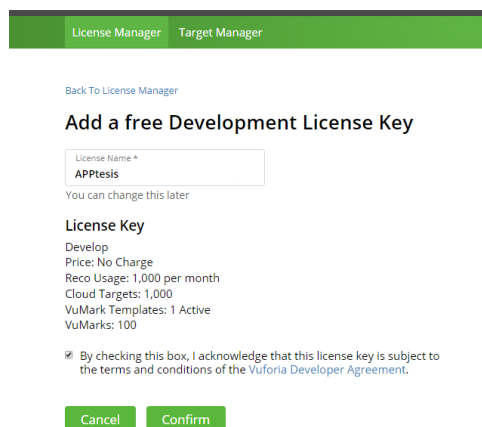 License Manager Target Manager
Back To License Manager
Add a free Development License Key
License Name *
APPtesis
You can change this later
License Key
Develop
Price: No Charge
Reco Usage: 1,000 per month
Cloud Targets: 1,000
VuMark Templates: 1 Active
VuMarks: 100
By checking this box, I acknowledge that this license key is subject to
the terms and conditions of the Vuforia Developer Agreement.
Cancel Confirm